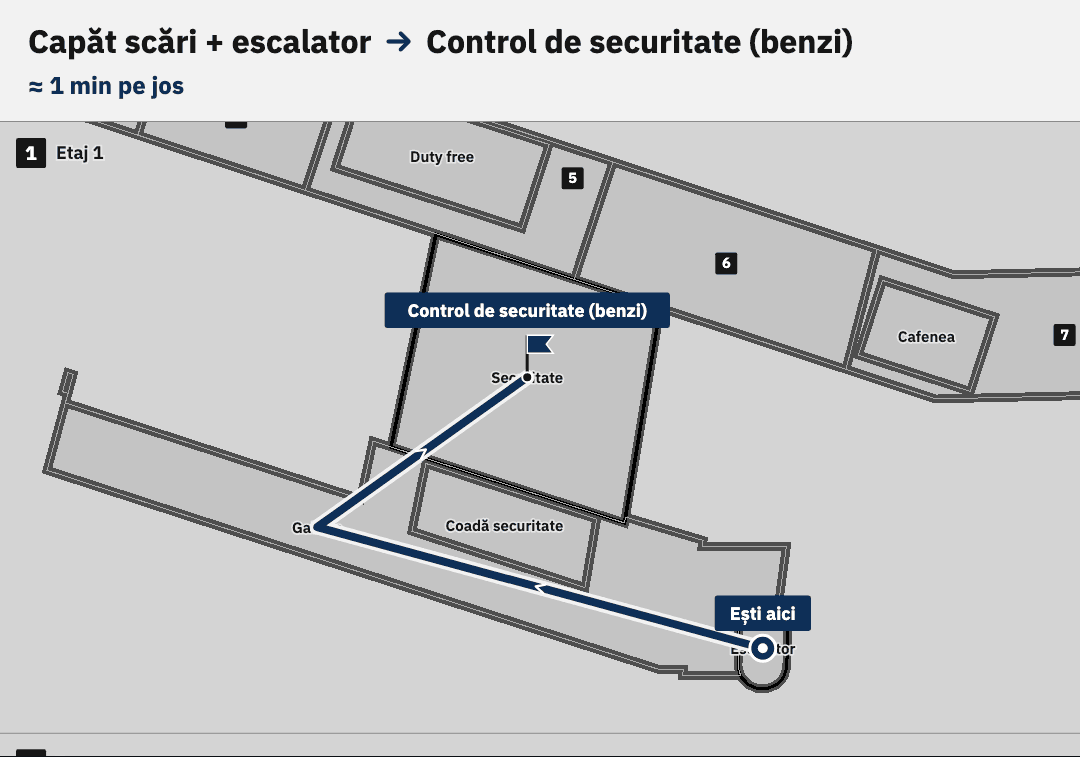 Capăt scări + escalator → Control de securitate (benzi)
≈ 1 min pe jos
1 Etaj 1
Duty free
5
6
Control de securitate (benzi)
Cafenea
7
Coadă securitate
Ești aici